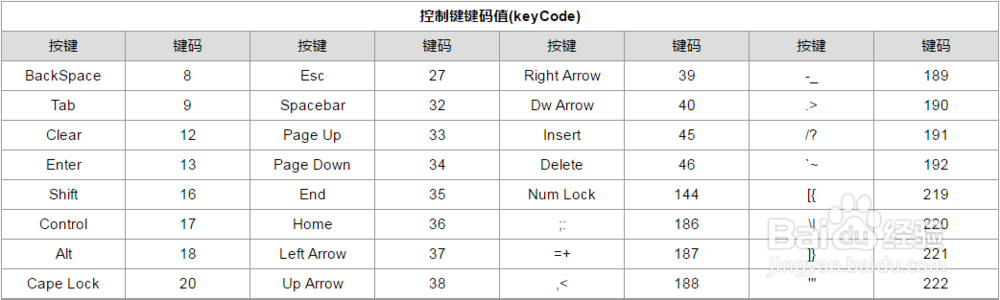 控制键键码值(keyCode)
按键 键码 按键 键码 按键 键码 按键 键码
BackSpace 8 Esc 27 Right Arrow 39 -_ 189
Tab 9 Spacebar 32 Dw Arrow 40 .> 190
Clear 12 Page Up 33 Insert 45 /? 191
Enter 13 Page Down 34 Delete 46 `~ 192
Shift 16 End 35 Num Lock 144 [{ 219
Control 17 Home 36 ;: 186 \| 220
Alt 18 Left Arrow 37 =+ 187 ]} 221
Cape Lock 20 Up Arrow 38 ,< 188 '" 222
Baidu经验
jingyan.baidu.com